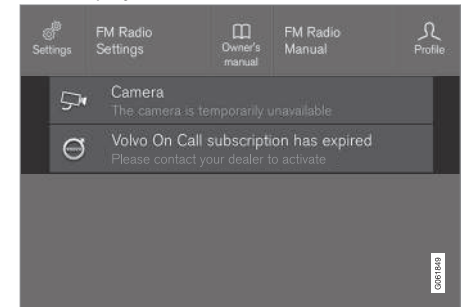 Settings
FM Radio
Settings
Owner's
manual
FM Radio
Manual
Profile
Camera
The camera is temporarily unavailable
Volvo On Call subscription has expired
Please contact your dealer to activate
G061849